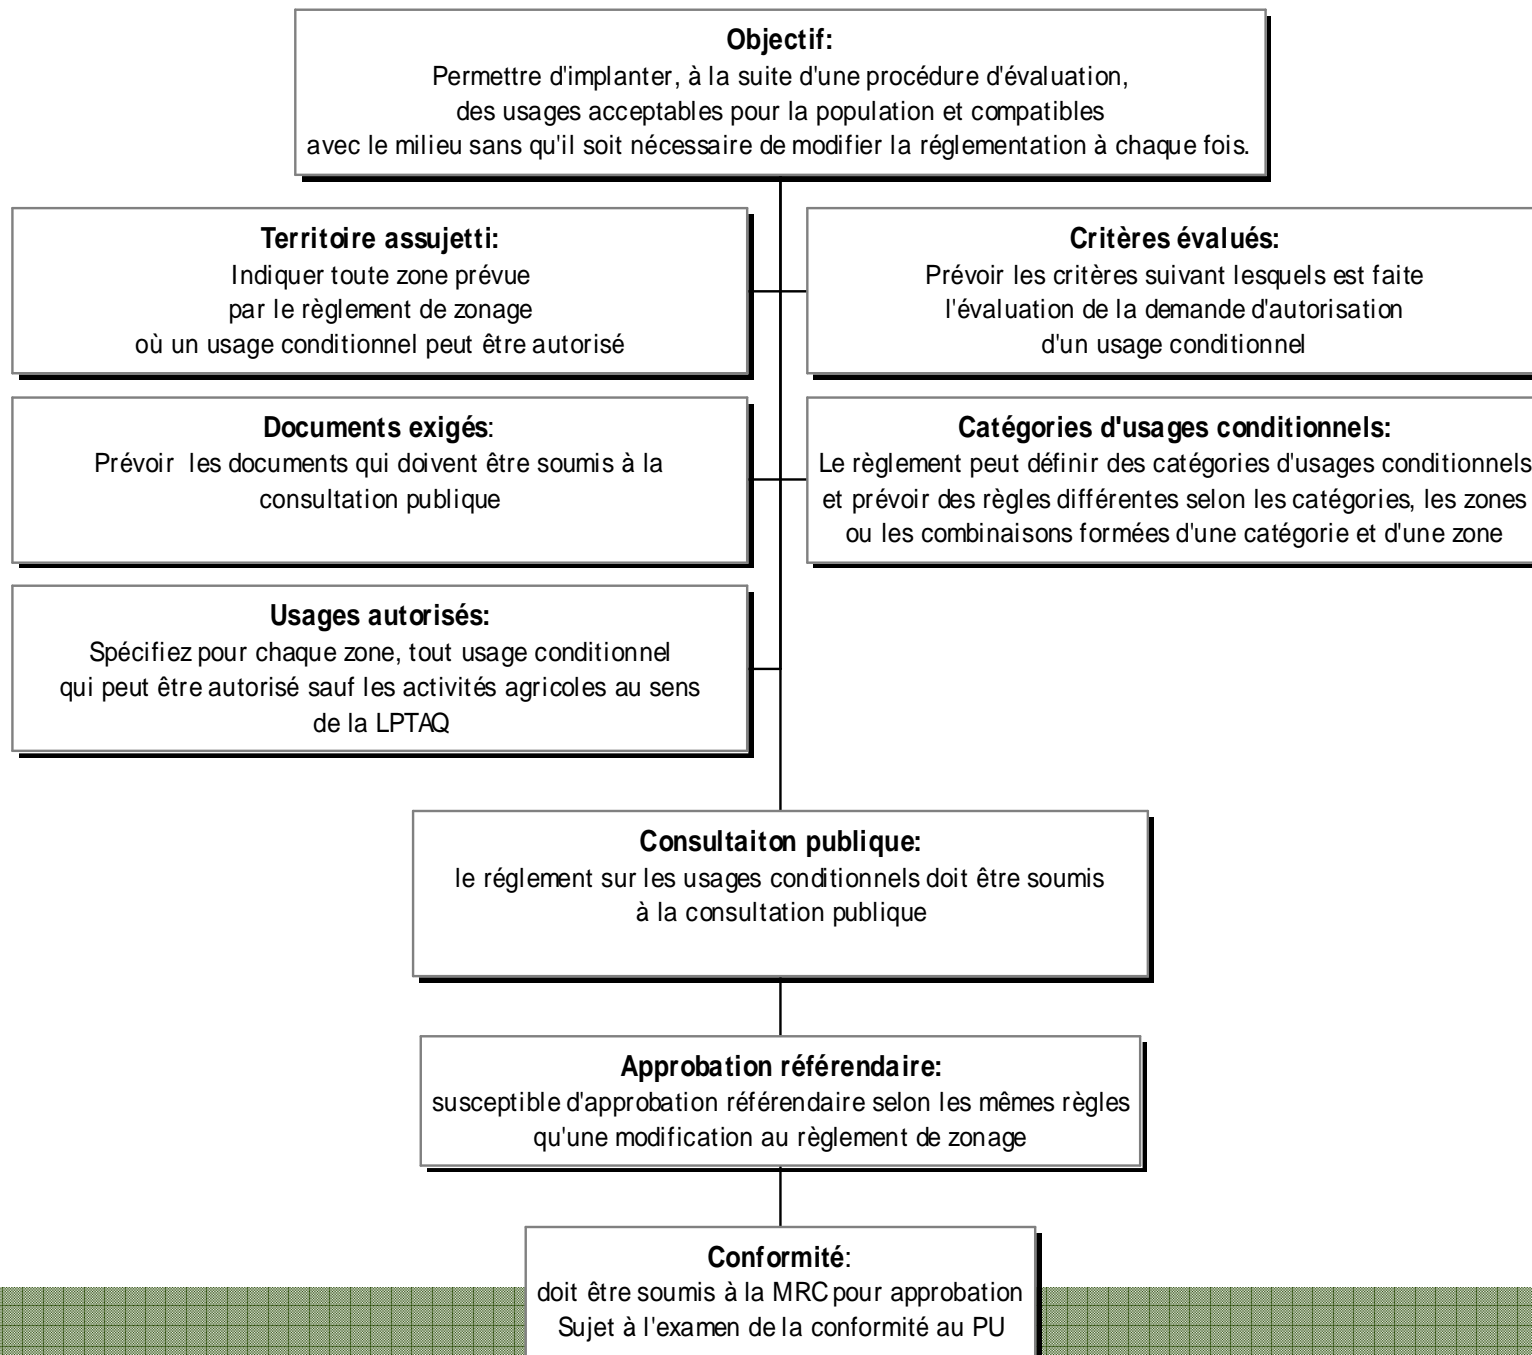 Objectif:
Permettre d'implanter, à la suite d'une procédure d'évaluation,
des usages acceptables pour la population et compatibles
avec le milieu sans qu'il soit nécessaire de modifier la réglementation à chaque fois.
Territoire assujetti:
Indiquer toute zone prévue
par le règlement de zonage
où un usage conditionnel peut être autorisé
Critères évalués:
Prévoir les critères suivant lesquels est faite
l'évaluation de la demande d'autorisation
d'un usage conditionnel
Documents exigés:
Prévoir les documents qui doivent être soumis à la
consultation publique
Catégories d'usages conditionnels:
Le règlement peut définir des catégories d'usages conditionnels
et prévoir des règles différentes selon les catégories, les zones
ou les combinaisons formées d'une catégorie et d'une zone
Usages autorisés:
Spécifiez pour chaque zone, tout usage conditionnel
qui peut être autorisé sauf les activités agricoles au sens
de la LPTAQ
Consultaiton publique:
le réglement sur les usages conditionnels doit être soumis
à la consultation publique
Approbation référendaire:
susceptible d'approbation référendaire selon les mêmes règles
qu'une modification au règlement de zonage
Conformité:
doit être soumis à la MRC pour approbation
Sujet à l'examen de la conformité au PU